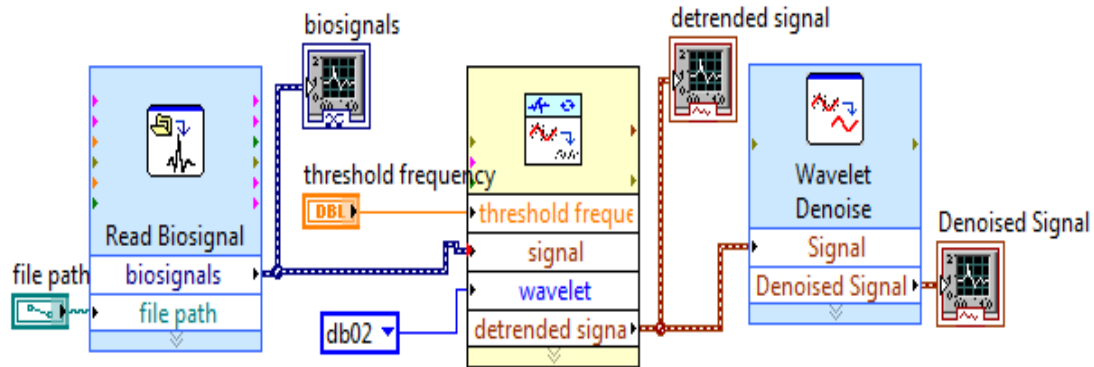 biosignals
detrended signal
threshold frequency
DBL
Read Biosignal
biosignals
file path
file path
threshold freque
signal
wavelet
detrended signa
db02
Wavelet
Denoise
Signal
Denoised Signal
Denoised Signal